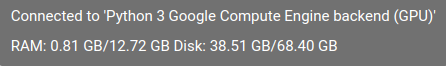 Connected to 'Python 3 Google Compute Engine backend (GPU)'
RAM: 0.81 GB/12.72 GB Disk: 38.51 GB/68.40 GB